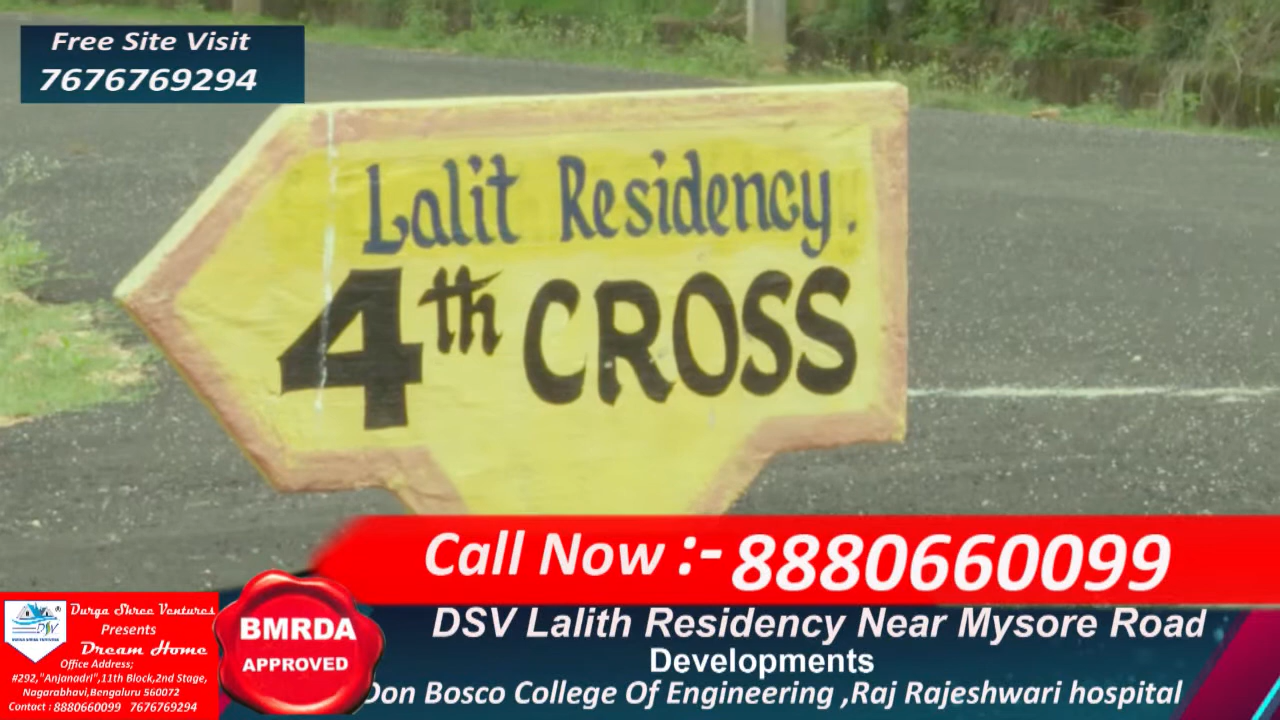 Free Site Visit
7676769294
Lalit Residency.
4th CROSS
Call Now :- 8880660099
DSV Lalith Residency Near Mysore Road
Developments
Don Bosco College Of Engineering ,Raj Rajeshwari hospital
BMRDA
APPROVED
Durga Shree Ventures
Presents
Dream Home
Office Address;
#292,"Anjanadri",11th Block,2nd Stage,
Nagarabhavi,Bengaluru 560072
Contact : 8880660099 7676769294
DSV